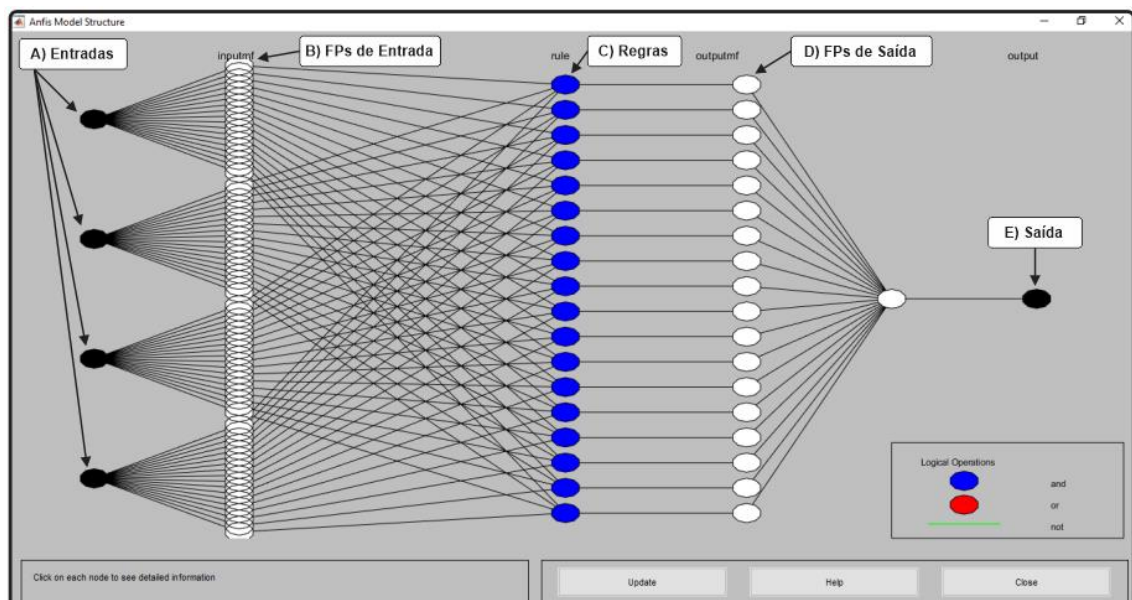 Anfis Model Structure
A) Entradas
inputmf
B) FPs de Entrada
rule
C) Regras
outputmf
D) FPs de Saída
output
E) Saída
Logical Operations
and
or
not
Click on each node to see detailed information
Update
Help
Close